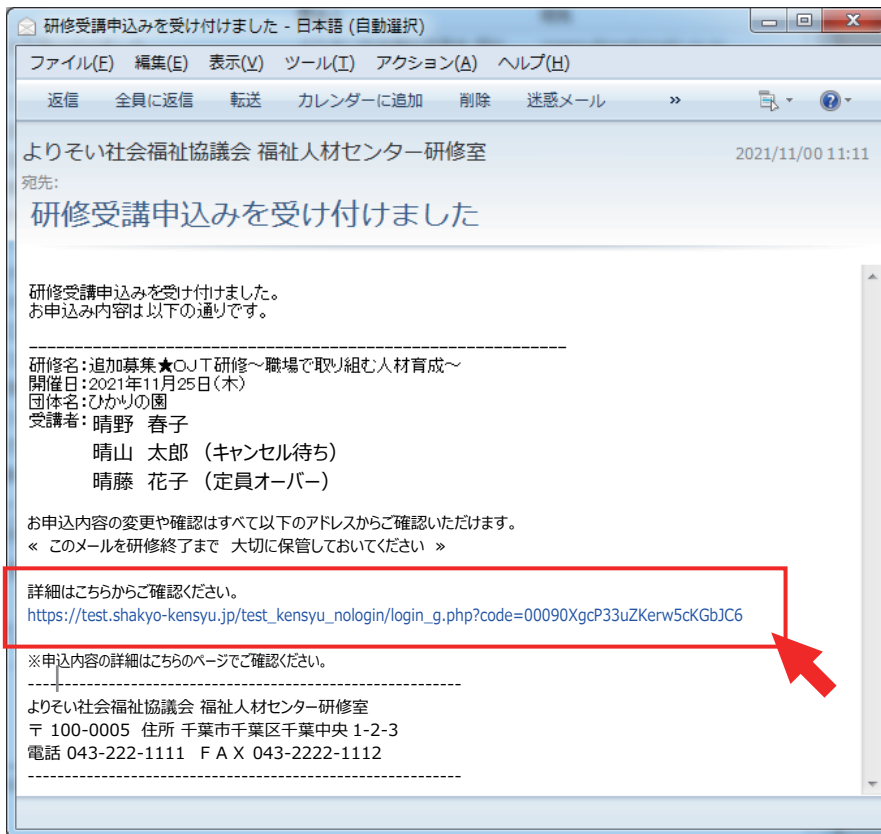 研修受講申込みを受け付けました - 日本語 (自動選択)
ファイル(F) 編集(E) 表示(V) ツール(T) アクション(A) ヘルプ(H)
返信 全員に返信 転送 カレンダーに追加 削除 迷惑メール »
よりそい社会福祉協議会 福祉人材センター研修室 2021/11/00 11:11
宛先:
研修受講申込みを受け付けました
研修受講申込みを受け付けました。
お申込み内容は以下の通りです。
------------------------------------------------------------
研修名：追加募集★OJT研修～職場で取り組む人材育成～
開催日：2021年11月25日（木）
団体名：ひかりの園
受講者：晴野 春子
晴山 太郎 （キャンセル待ち）
晴藤 花子 （定員オーバー）
お申込内容の変更や確認はすべて以下のアドレスからご確認いただけます。
« このメールを研修終了まで 大切に保管しておいてください »
詳細はこちらからご確認ください。
https://test.shakyo-kensyu.jp/test_kensyu_nologin/login_g.php?code=00090XgcP33uZKerw5cKGbJC6
※申込内容の詳細はこちらのページでご確認ください。
------------------------------------------------------------
よりそい社会福祉協議会 福祉人材センター研修室
〒 100-0005 住所 千葉市千葉区千葉中央 1-2-3
電話 043-222-1111 ＦＡＸ 043-2222-1112
------------------------------------------------------------